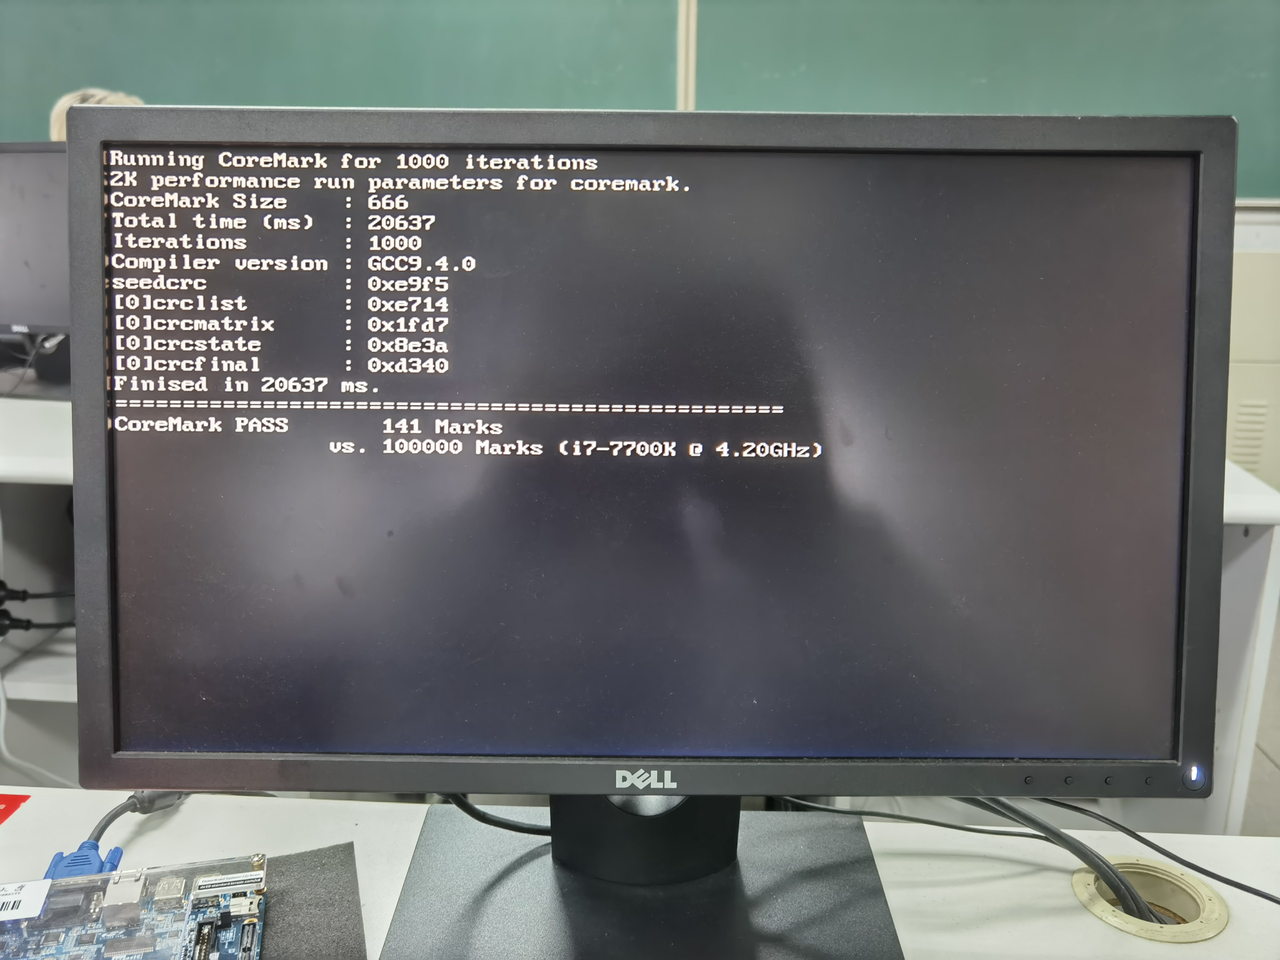 Running CoreMark for 1000 iterations
2K performance run parameters for coremark.
CoreMark Size    : 666
Total time (ms)  : 20637
Iterations       : 1000
Compiler version : GCC9.4.0
seedcrc          : 0xe9f5
[0]crclist       : 0xe714
[0]crcmatrix     : 0x1fd7
[0]crcstate      : 0x8e3a
[0]crcfinal      : 0xd340
Finised in 20637 ms.
==================================================
CoreMark PASS       141 Marks
                vs. 100000 Marks (i7-7700K @ 4.20GHz)
DELL
DELL